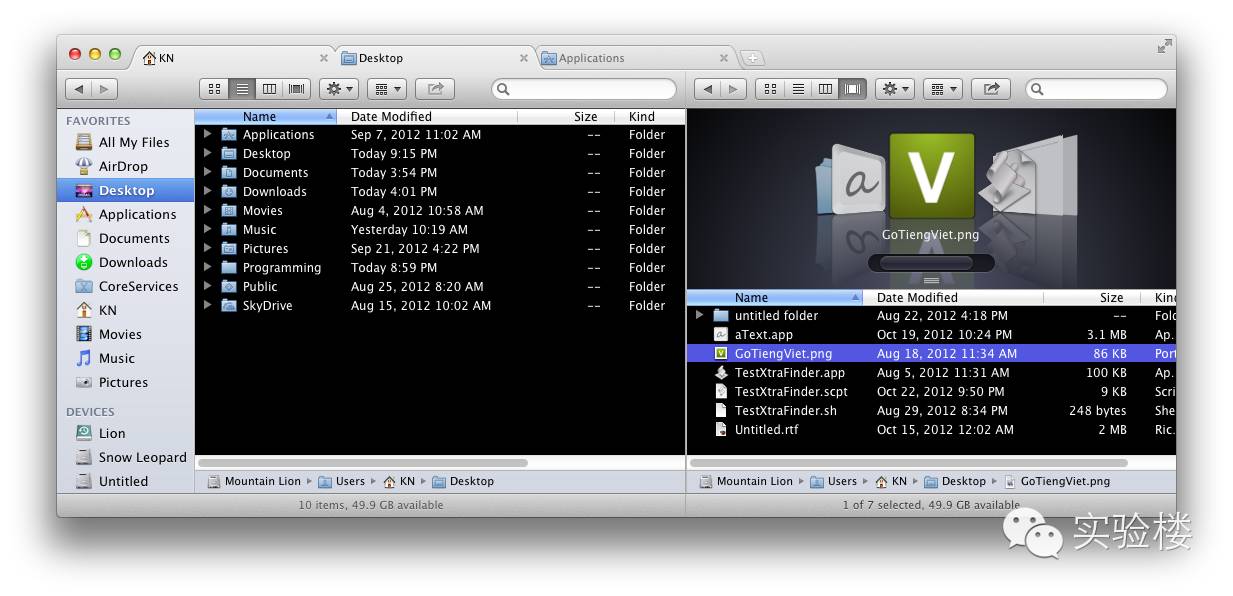 KN
Desktop
Applications
FAVORITES
All My Files
AirDrop
Desktop
Applications
Documents
Downloads
CoreServices
KN
Movies
Music
Pictures
DEVICES
Lion
Snow Leopard
Untitled
Name Date Modified Size Kind
Applications Sep 7, 2012 11:02 AM -- Folder
Desktop Today 9:15 PM -- Folder
Documents Today 3:54 PM -- Folder
Downloads Today 4:01 PM -- Folder
Movies Aug 4, 2012 10:58 AM -- Folder
Music Yesterday 10:19 AM -- Folder
Pictures Sep 21, 2012 4:22 PM -- Folder
Programming Today 8:59 PM -- Folder
Public Aug 25, 2012 8:20 AM -- Folder
SkyDrive Aug 15, 2012 10:02 AM -- Folder
Mountain Lion ▸ Users ▸ KN ▸ Desktop
10 items, 49.9 GB available
a V
GoTiengViet.png
Name Date Modified Size Kin
untitled folder Aug 22, 2012 4:18 PM -- Fol
aText.app Oct 19, 2012 10:24 PM 3.1 MB Ap...
GoTiengViet.png Aug 18, 2012 11:34 AM 86 KB Port
TestXtraFinder.app Aug 5, 2012 11:31 AM 100 KB Ap...
TestXtraFinder.scpt Oct 22, 2012 9:50 PM 9 KB Scri
TestXtraFinder.sh Aug 29, 2012 8:34 PM 248 bytes She
Untitled.rtf Oct 15, 2012 12:02 AM 2 MB Ric...
Mountain Lion ▸ Users ▸ KN ▸ Desktop ▸ GoTiengViet.png
1 of 7 selected, 49.9 GB available
实验楼